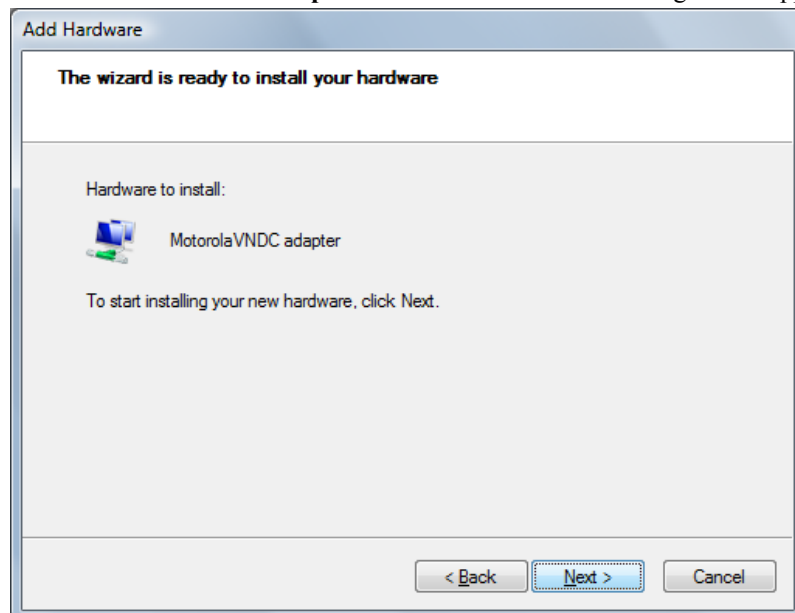 Add Hardware
The wizard is ready to install your hardware
Hardware to install:
MotorolaVNDC adapter
To start installing your new hardware, click Next.
< Back Next > Cancel